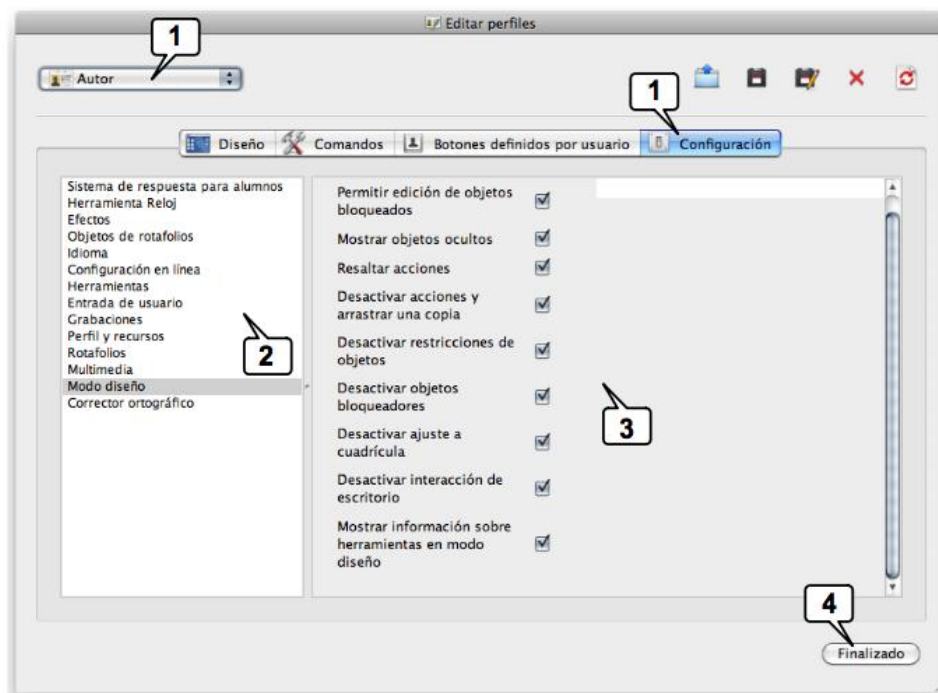 Editar perfiles
1
Autor
1
Diseño
Comandos
Botones definidos por usuario
Configuración
Sistema de respuesta para alumnos
Herramienta Reloj
Efectos
Objetos de rotafolios
Idioma
Configuración en línea
Herramientas
Entrada de usuario
Grabaciones
Perfil y recursos
Rotafolios
Multimedia
Modo diseño
Corrector ortográfico
2
Permitir edición de objetos
bloqueados
Mostrar objetos ocultos
Resaltar acciones
Desactivar acciones y
arrastrar una copia
Desactivar restricciones de
objetos
Desactivar objetos
bloqueadores
Desactivar ajuste a
cuadrícula
Desactivar interacción de
escritorio
Mostrar información sobre
herramientas en modo
diseño
3
4
Finalizado